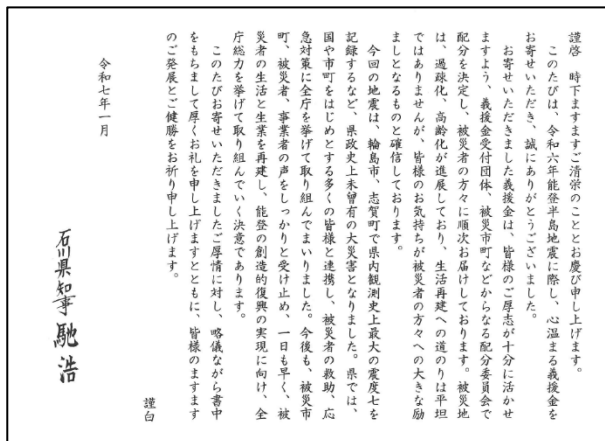 謹啓　時下ますますご清栄のこととお慶び申し上げます。
このたびは、令和六年能登半島地震に際し、心温まる義援金を
お寄せいただき、誠にありがとうございました。
お寄せいただきました義援金は、皆様のご厚志が十分に活かせ
ますよう、義援金受付団体、被災市町などからなる配分委員会で
配分を決定し、被災者の方々に順次お届けしております。被災地
は、過疎化、高齢化が進展しており、生活再建への道のりは平坦
ではありませんが、皆様のお気持ちが被災者の方々への大きな励
ましとなるものと確信しております。
今回の地震は、輪島市、志賀町で県内観測史上最大の震度七を
記録するなど、県政史上未曾有の大災害となりました。県では、
国や市町をはじめとする多くの皆様と連携し、被災者の救助、応
急対策に全庁を挙げて取り組んでまいりました。今後も、被災市
町、被災者、事業者の声をしっかりと受け止め、一日も早く、被
災者の生活と生業を再建し、能登の創造的復興の実現に向け、全
庁総力を挙げて取り組んでいく決意であります。
このたびお寄せいただきましたご厚情に対し、略儀ながら書中
をもちまして厚くお礼を申し上げますとともに、皆様のますます
のご発展とご健勝をお祈り申し上げます。
謹白
令和七年一月
石川県知事 馳浩